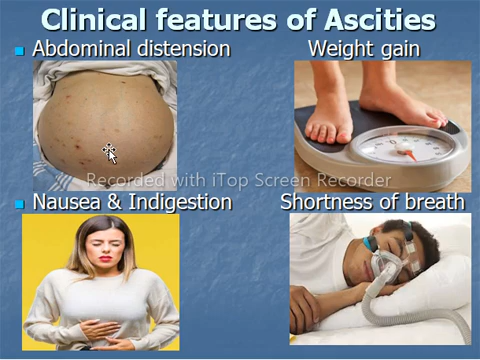 Clinical features of Ascities
Abdominal distension Weight gain
Recorded with iTop Screen Recorder
Nausea & Indigestion Shortness of breath